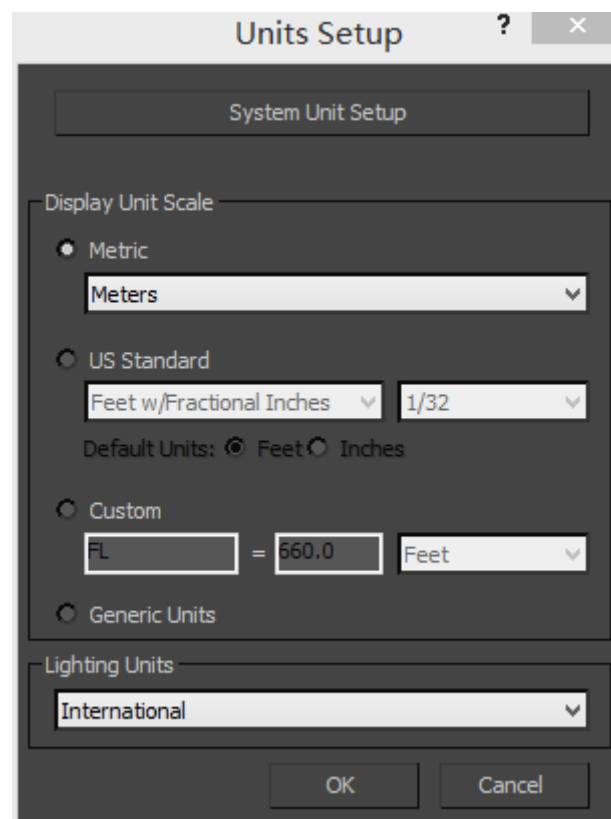 Units Setup ?
System Unit Setup
Display Unit Scale
Metric
Meters
US Standard
Feet w/Fractional Inches 1/32
Default Units: Feet Inches
Custom
FL = 660.0 Feet
Generic Units
Lighting Units
International
OK Cancel